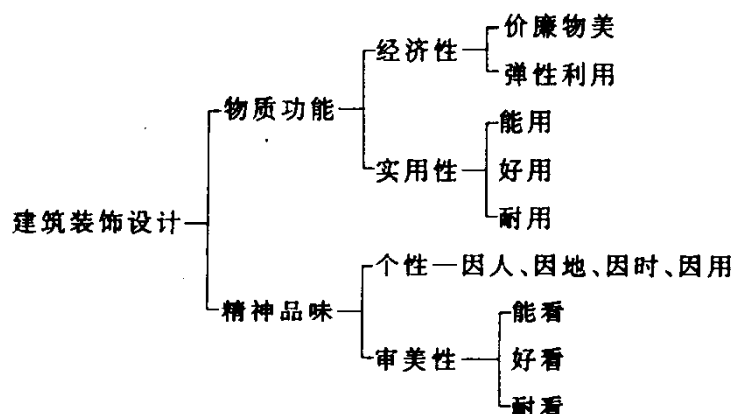 价廉物美
经济性
弹性利用
物质功能
能用
实用性
好用
耐用
建筑装饰设计
个性
因人、因地、因时、因用
精神品味
能看
审美性
好看
耐看